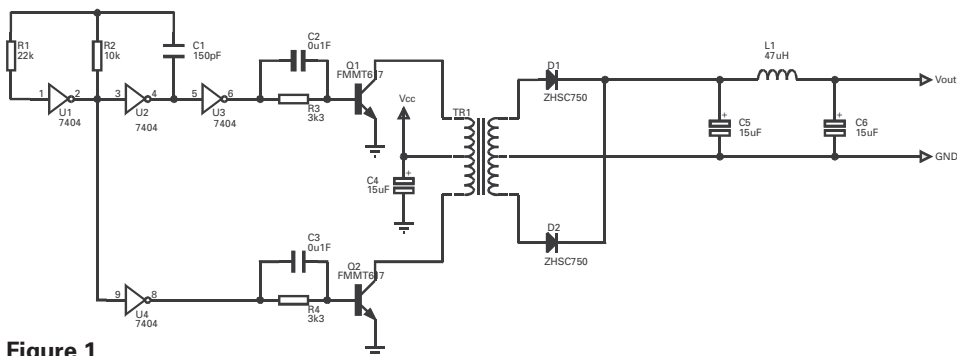 R1
22k
R2
10k
C1
150pF
1
2
U1
7404
3
4
U2
7404
5
6
U3
7404
C2
0u1F
R3
3k3
Q1
FMMT617
Vcc
C4
15uF
TR1
D1
ZHSC750
L1
47uH
Vout
C5
15uF
C6
15uF
GND
D2
ZHSC750
9
8
U4
7404
C3
0u1F
R4
3k3
Q2
FMMT617
Figure 1